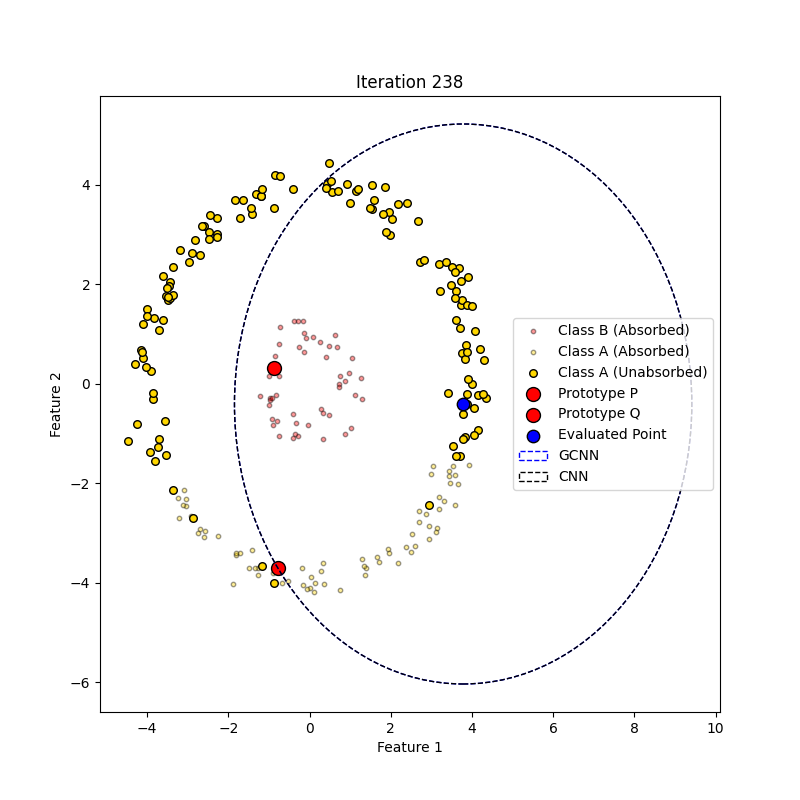 Iteration 238
Feature 2
4
2
0
−2
−4
−6
Class B (Absorbed)
Class A (Absorbed)
Class A (Unabsorbed)
Prototype P
Prototype Q
Evaluated Point
GCNN
CNN
−4
−2
0
2
4
6
8
10
Feature 1